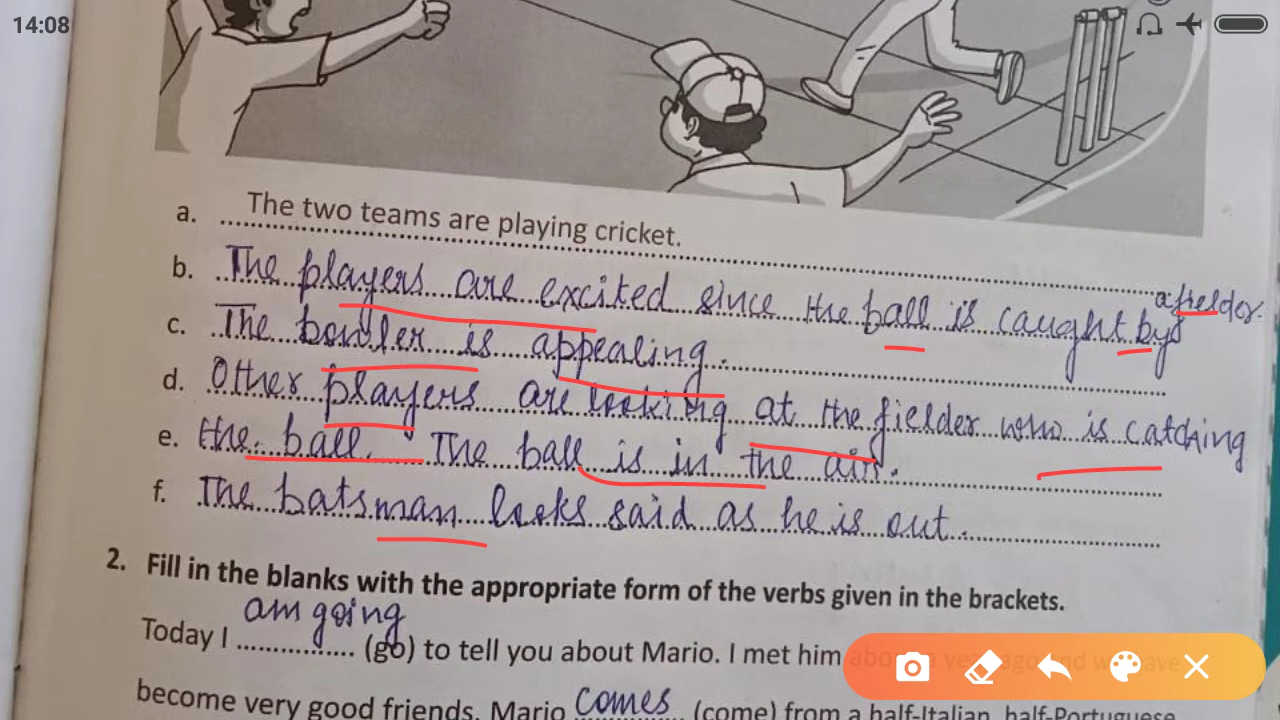 14:08
a. The two teams are playing cricket.
b. The players are excited since the ball is caught by a fielder.
c. The bowler is appealing.
d. Other players are looking at the fielder who is catching
e. the ball. The ball is in the air.
f. The batsman looks said as he is out.
2. Fill in the blanks with the appropriate form of the verbs given in the brackets.
Today I am going (go) to tell you about Mario. I met him
become very good friends. Mario comes (come) from a half-Italian, half-Portuguese